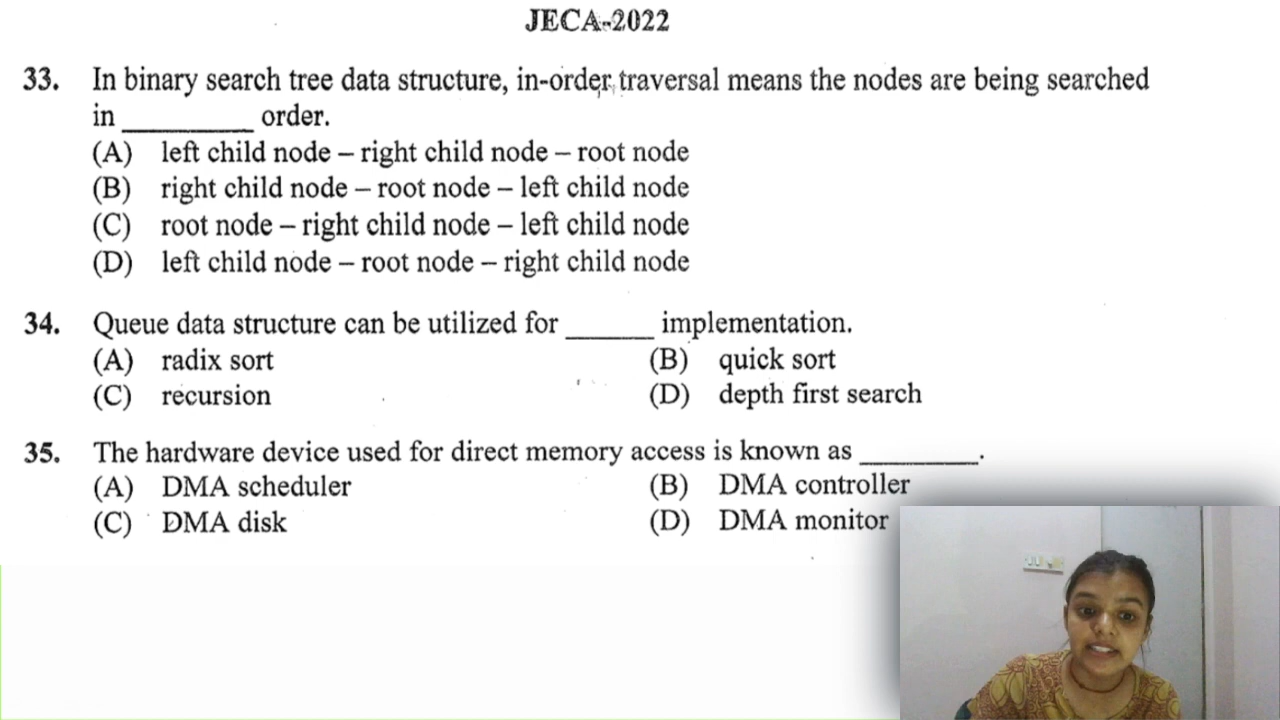 JECA-2022
33. In binary search tree data structure, in-order traversal means the nodes are being searched
in _________ order.
(A) left child node – right child node – root node
(B) right child node – root node – left child node
(C) root node – right child node – left child node
(D) left child node – root node – right child node
34. Queue data structure can be utilized for ______ implementation.
(A) radix sort (B) quick sort
(C) recursion (D) depth first search
35. The hardware device used for direct memory access is known as ________.
(A) DMA scheduler (B) DMA controller
(C) DMA disk (D) DMA monitor